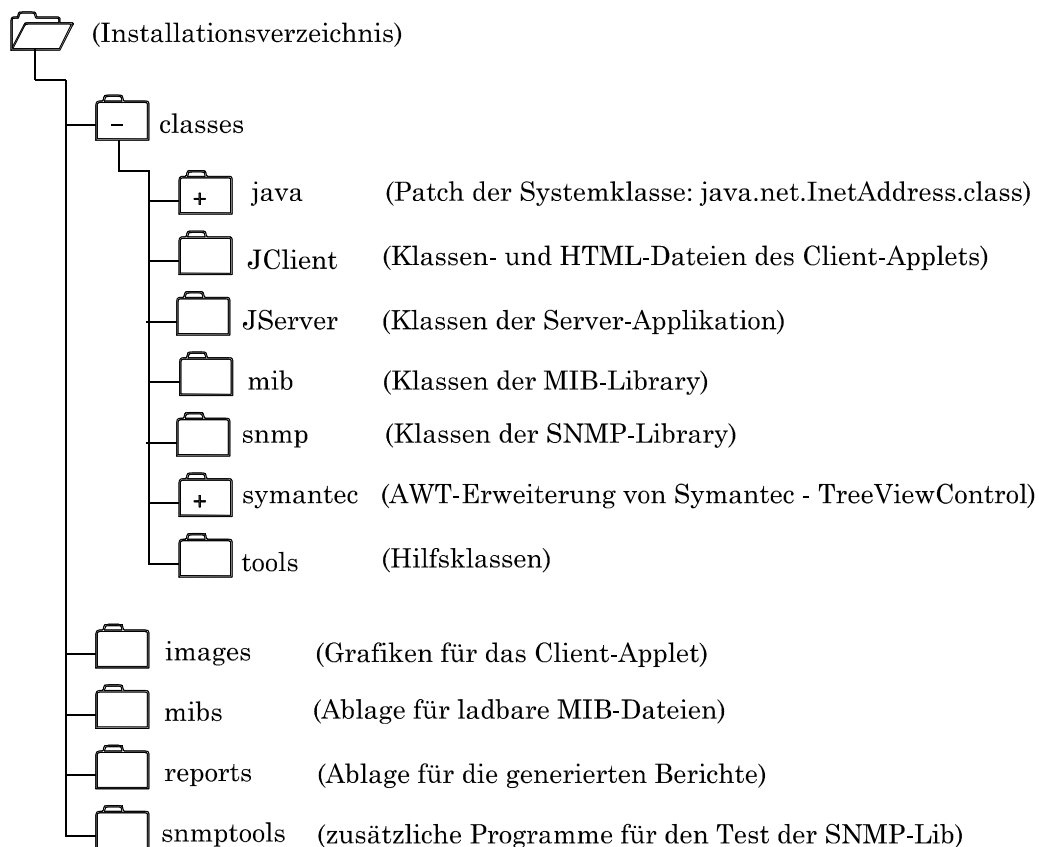 (Installationsverzeichnis)
classes
java (Patch der Systemklasse: java.net.InetAddress.class)
JClient (Klassen- und HTML-Dateien des Client-Applets)
JServer (Klassen der Server-Applikation)
mib (Klassen der MIB-Library)
snmp (Klassen der SNMP-Library)
symantec (AWT-Erweiterung von Symantec - TreeViewControl)
tools (Hilfsklassen)
images (Grafiken für das Client-Applet)
mibs (Ablage für ladbare MIB-Dateien)
reports (Ablage für die generierten Berichte)
snmptools (zusätzliche Programme für den Test der SNMP-Lib)